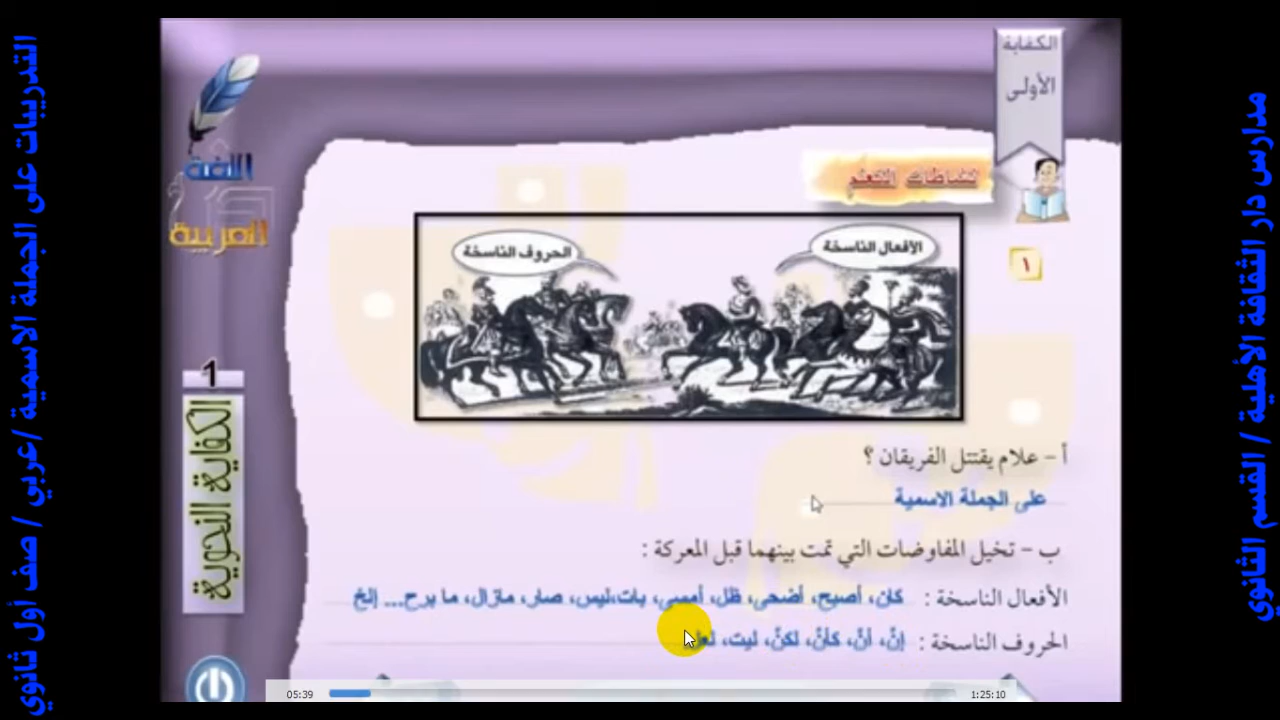 مدارس دار الثقافة الأهلية / القسم الثانوي
الكفاية
الأولى
نشاطات التعلم
١
الأفعال الناسخة
الحروف الناسخة
أ - علام يقتتل الفريقان ؟
على الجملة الاسمية
ب - تخيل المفاوضات التي تمت بينهما قبل المعركة :
الأفعال الناسخة : كان، أصبح، أضحى، ظل، أمسى، بات،ليس، صار، مازال، ما برح... إلخ
الحروف الناسخة : إنَّ، أنَّ، كأنَّ، لكنَّ، ليت، لعل
اللغة
العربية
1
الكفاية النحوية
05:39
1:25:10
التدريبات على الجملة الاسمية /عربي / صف أول ثانوي